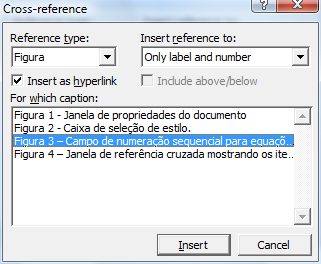 Cross-reference
Reference type: Insert reference to:
Figura Only label and number
Insert as hyperlink Include above/below
For which caption:
Figura 1 - Janela de propriedades do documento
Figura 2 - Caixa de seleção de estilo.
Figura 3 – Campo de numeração sequencial para equaçõ...
Figura 4 – Janela de referência cruzada mostrando os ite...
Insert Cancel